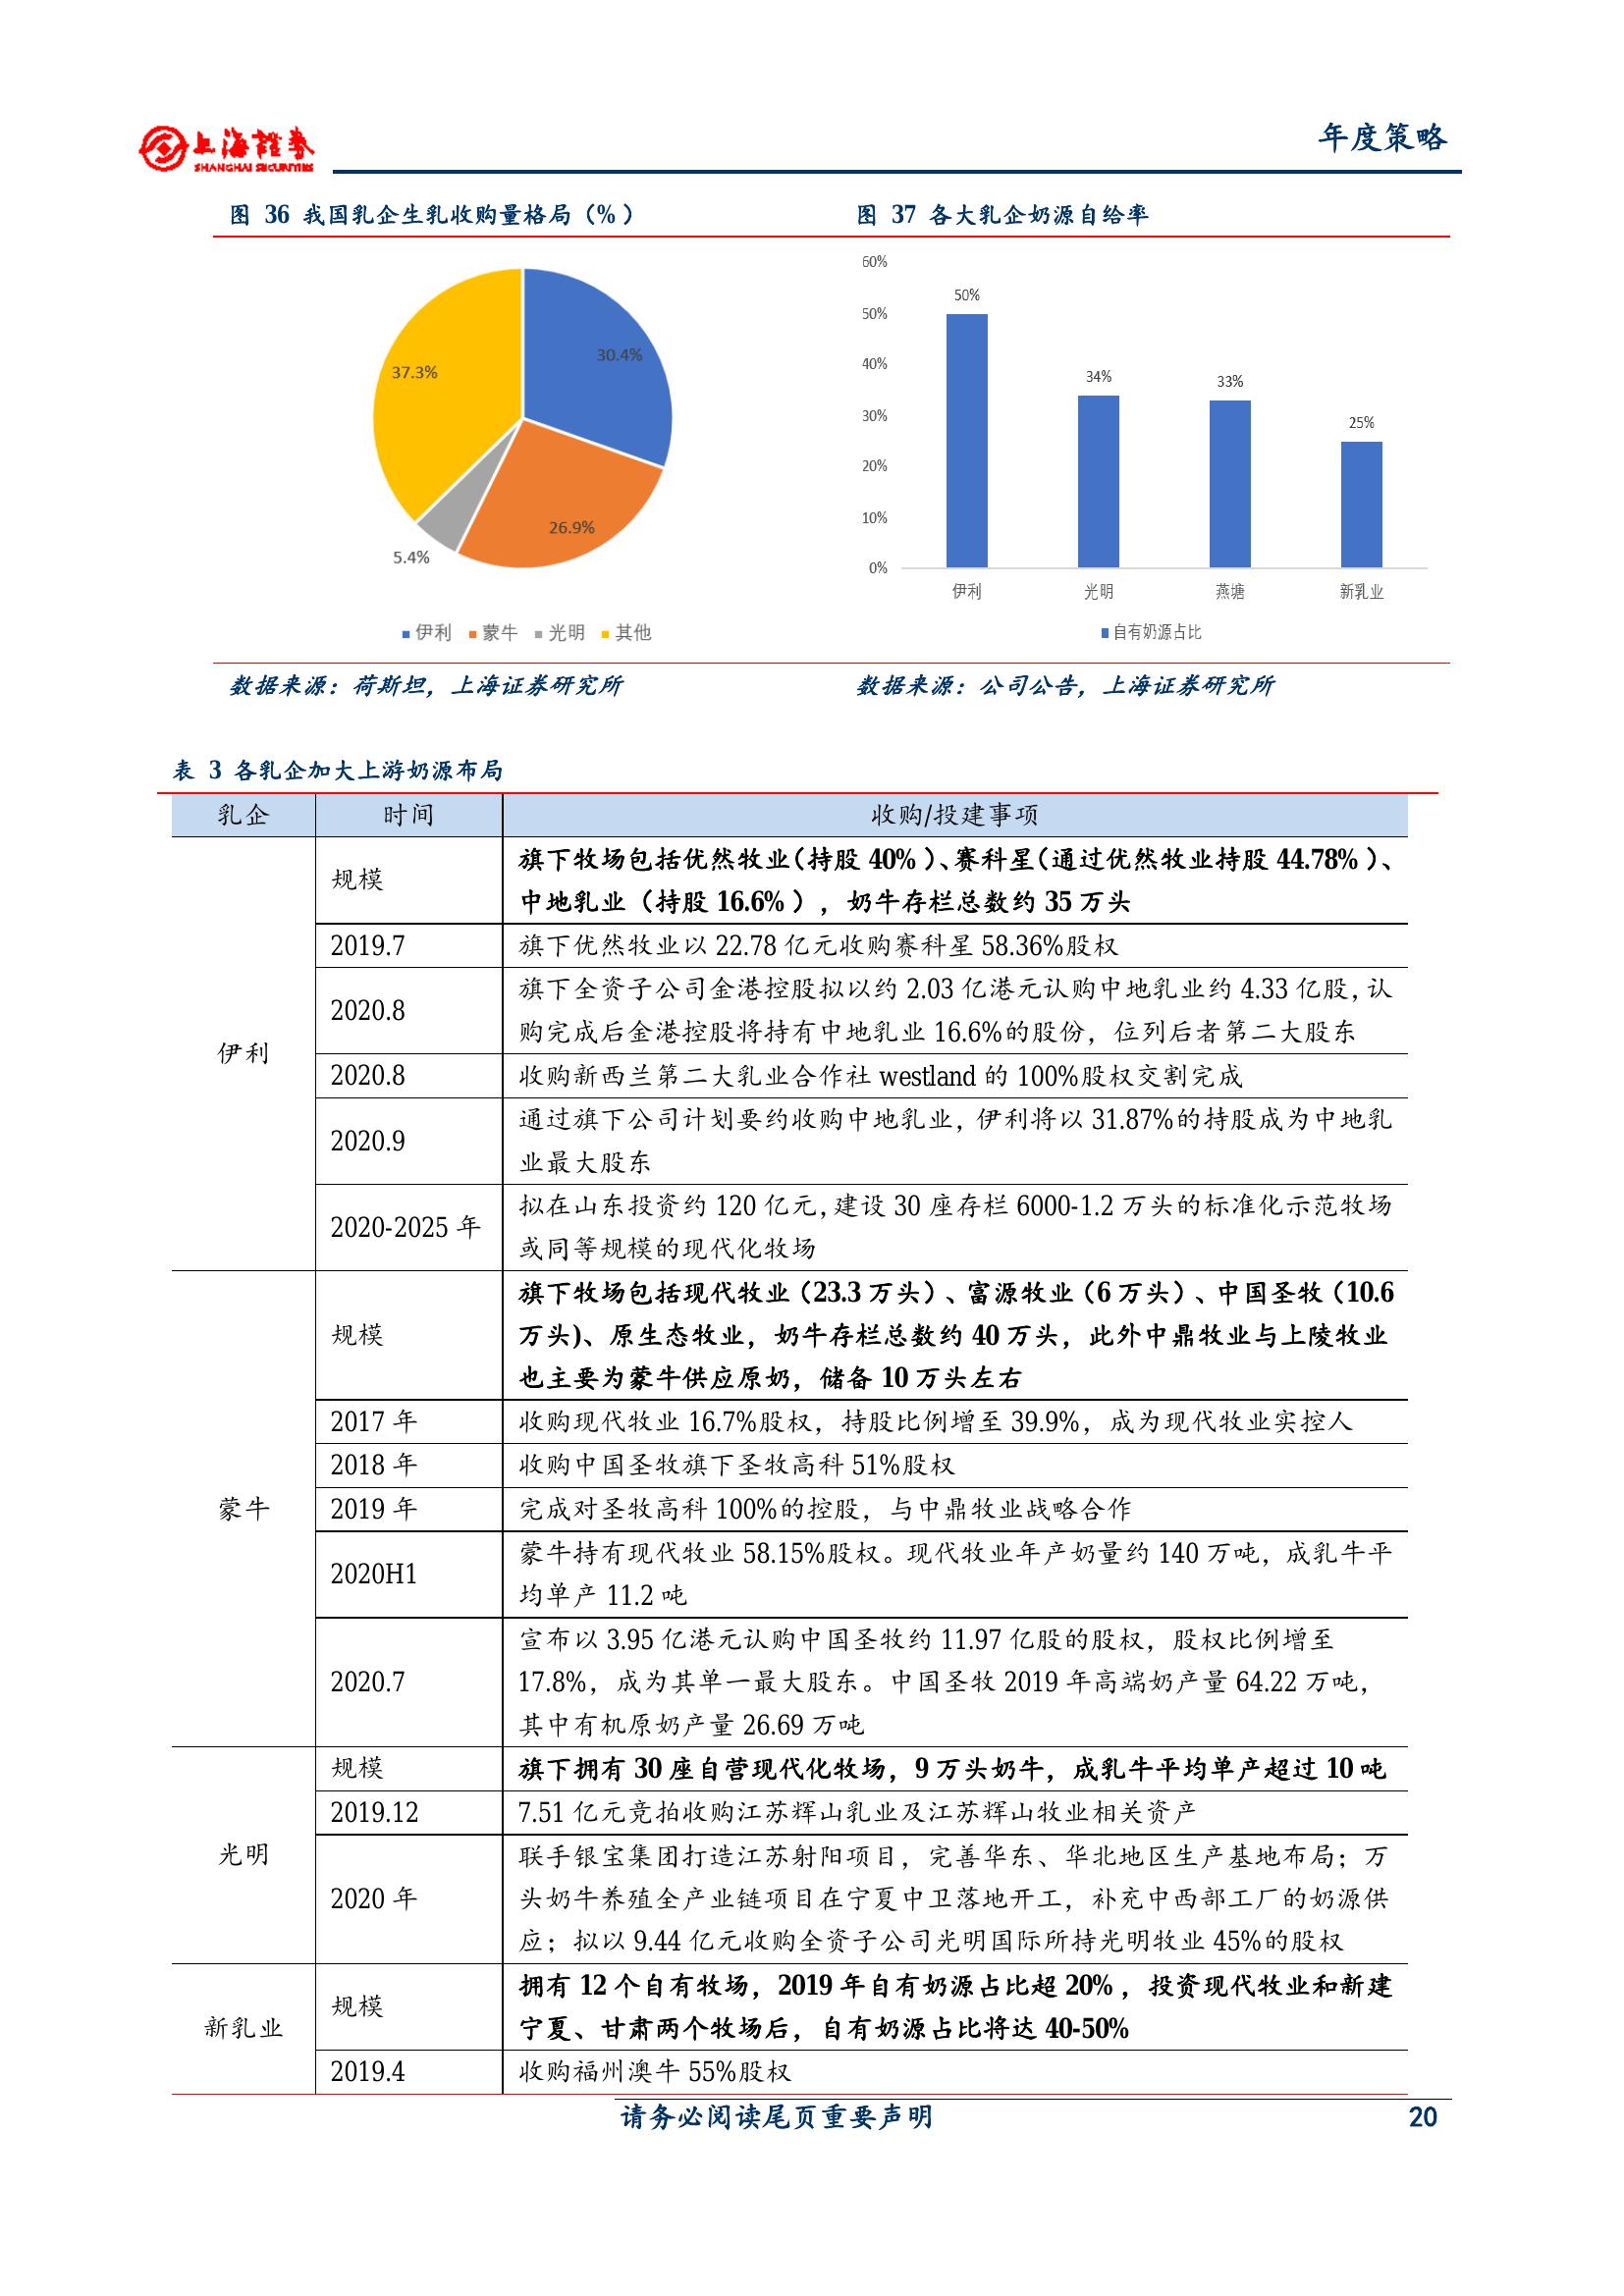 上海證券
SHANGHAI SECURITIES
年度策略
图 36 我国乳企生乳收购量格局（%）
30.4%
37.3%
26.9%
5.4%
伊利 蒙牛 光明 其他
数据来源：荷斯坦，上海证券研究所
图 37 各大乳企奶源自给率
60%
50%
40%
30%
20%
10%
0%
50%
34%
33%
25%
伊利 光明 燕塘 新乳业
自有奶源占比
数据来源：公司公告，上海证券研究所
表 3 各乳企加大上游奶源布局
乳企 时间 收购/投建事项
伊利
规模
旗下牧场包括优然牧业（持股 40%）、赛科星（通过优然牧业持股 44.78%）、
中地乳业（持股 16.6%），奶牛存栏总数约 35 万头
2019.7 旗下优然牧业以 22.78 亿元收购赛科星 58.36%股权
2020.8
旗下全资子公司金港控股拟以约 2.03 亿港元认购中地乳业约 4.33 亿股，认
购完成后金港控股将持有中地乳业 16.6%的股份，位列后者第二大股东
2020.8 收购新西兰第二大乳业合作社 westland 的 100%股权交割完成
2020.9
通过旗下公司计划要约收购中地乳业，伊利将以 31.87%的持股成为中地乳
业最大股东
2020-2025 年
拟在山东投资约 120 亿元，建设 30 座存栏 6000-1.2 万头的标准化示范牧场
或同等规模的现代化牧场
蒙牛
规模
旗下牧场包括现代牧业（23.3 万头）、富源牧业（6 万头）、中国圣牧（10.6
万头)、原生态牧业，奶牛存栏总数约 40 万头，此外中鼎牧业与上陵牧业
也主要为蒙牛供应原奶，储备 10 万头左右
2017 年 收购现代牧业 16.7%股权，持股比例增至 39.9%，成为现代牧业实控人
2018 年 收购中国圣牧旗下圣牧高科 51%股权
2019 年 完成对圣牧高科 100%的控股，与中鼎牧业战略合作
2020H1
蒙牛持有现代牧业 58.15%股权。现代牧业年产奶量约 140 万吨，成乳牛平
均单产 11.2 吨
2020.7
宣布以 3.95 亿港元认购中国圣牧约 11.97 亿股的股权，股权比例增至
17.8%，成为其单一最大股东。中国圣牧 2019 年高端奶产量 64.22 万吨，
其中有机原奶产量 26.69 万吨
光明
规模 旗下拥有 30 座自营现代化牧场，9 万头奶牛，成乳牛平均单产超过 10 吨
2019.12 7.51 亿元竞拍收购江苏辉山乳业及江苏辉山牧业相关资产
2020 年
联手银宝集团打造江苏射阳项目，完善华东、华北地区生产基地布局；万
头奶牛养殖全产业链项目在宁夏中卫落地开工，补充中西部工厂的奶源供
应；拟以 9.44 亿元收购全资子公司光明国际所持光明牧业 45%的股权
新乳业
规模
拥有 12 个自有牧场，2019 年自有奶源占比超 20%，投资现代牧业和新建
宁夏、甘肃两个牧场后，自有奶源占比将达 40-50%
2019.4 收购福州澳牛 55%股权
请务必阅读尾页重要声明
20